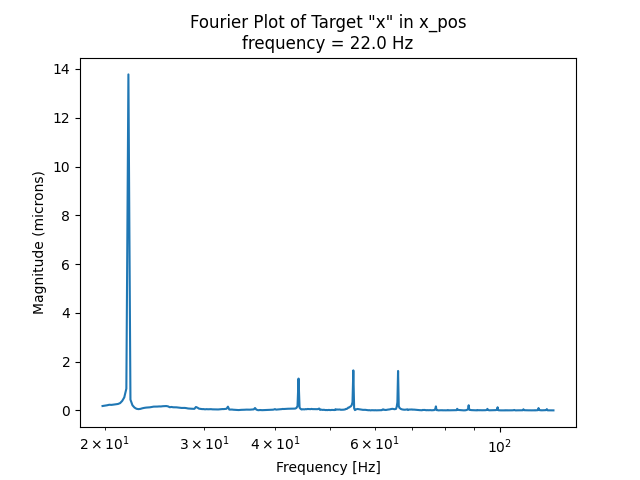 Fourier Plot of Target "x" in x_pos
frequency = 22.0 Hz
14
12
10
8
6
4
2
0
Magnitude (microns)
2 × 10¹
3 × 10¹
4 × 10¹
6 × 10¹
10²
Frequency [Hz]